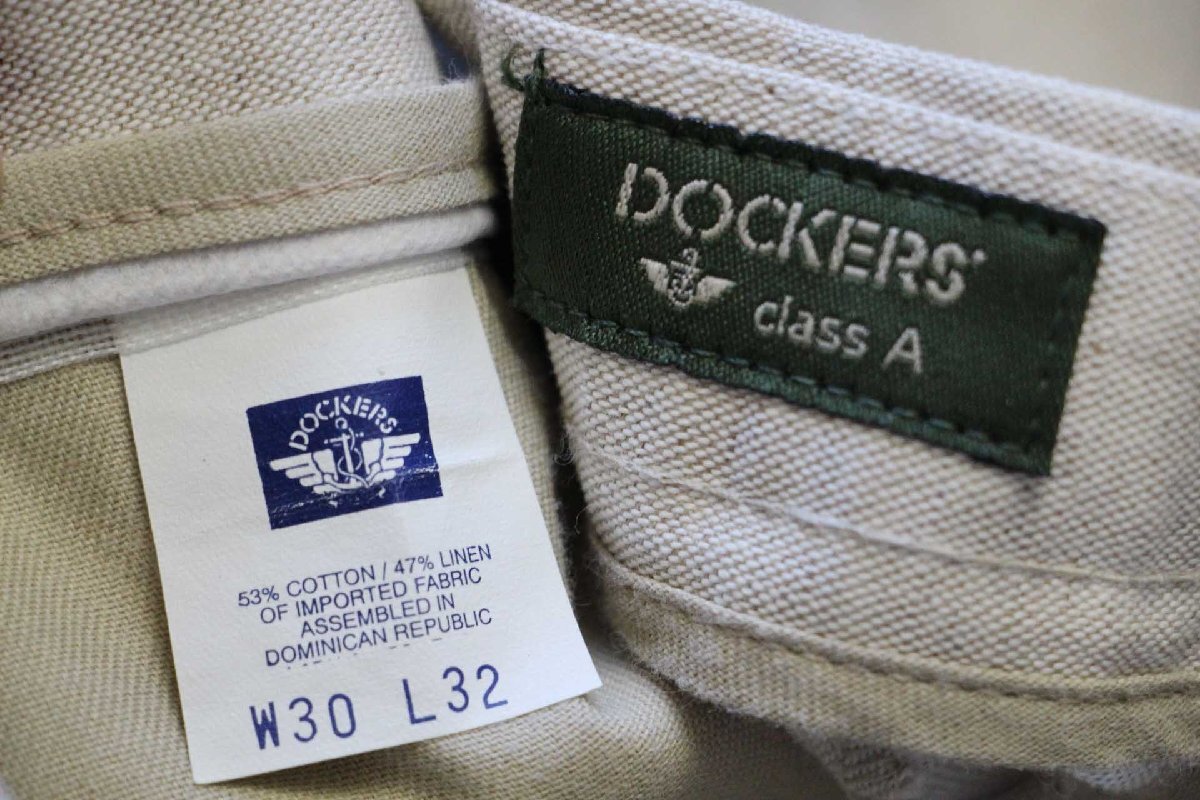 DOCKERS
class A
DOCKERS
53% COTTON / 47% LINEN
OF IMPORTED FABRIC
ASSEMBLED IN
DOMINICAN REPUBLIC
W30 L32